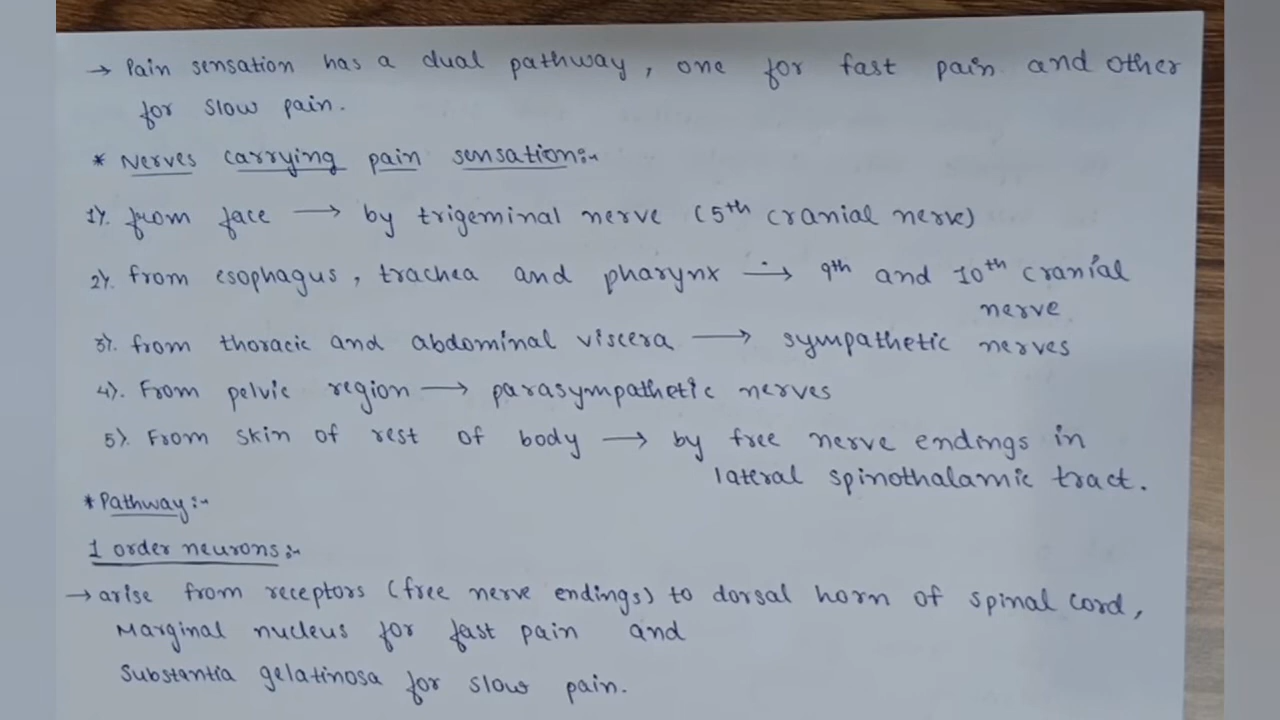 → Pain sensation has a dual pathway, one for fast pain and other
for slow pain.
* Nerves carrying pain sensation:-
1). from face → by trigeminal nerve (5th cranial nerve)
2). from esophagus, trachea and pharynx → 9th and 10th cranial
nerve
3). from thoracic and abdominal viscera → sympathetic nerves
4). From pelvic region → parasympathetic nerves
5). From skin of rest of body → by free nerve endings in
lateral spinothalamic tract.
* Pathway:-
1 order neurons:-
→ arise from receptors (free nerve endings) to dorsal horn of spinal cord,
Marginal nucleus for fast pain and
Substantia gelatinosa for slow pain.